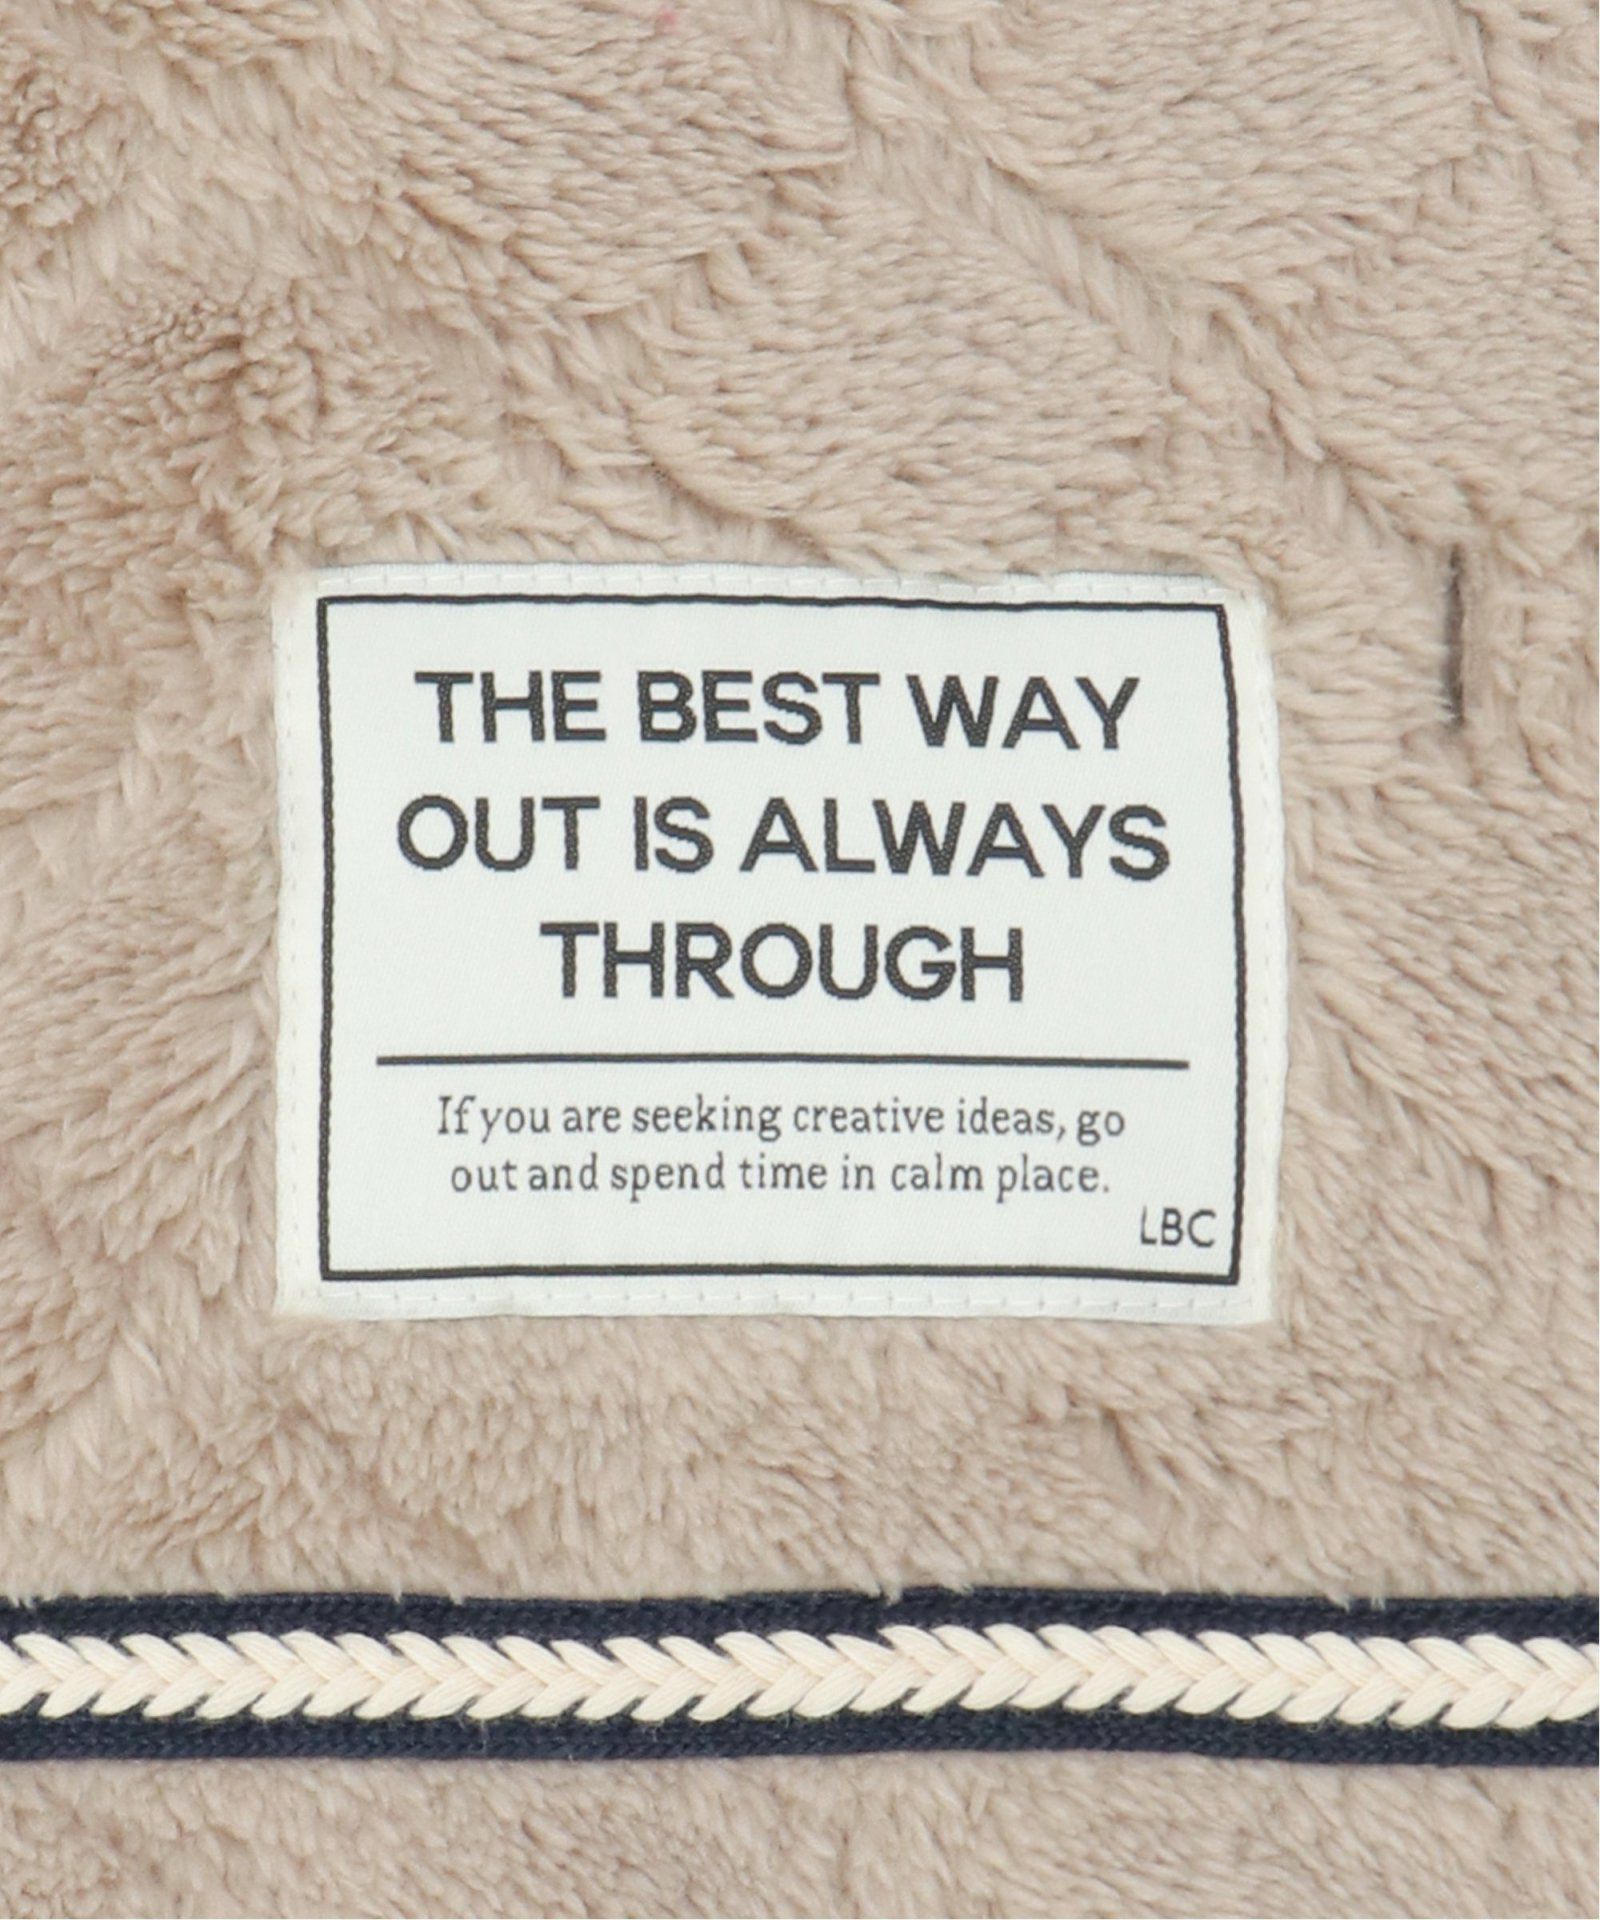 THE BEST WAY
OUT IS ALWAYS
THROUGH
If you are seeking creative ideas, go
out and spend time in calm place.
LBC